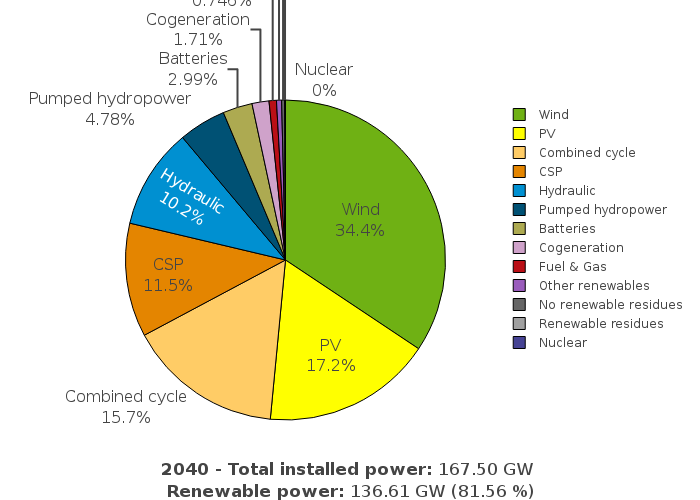 0.746%
Cogeneration
1.71%
Batteries
2.99%
Pumped hydropower
4.78%
Nuclear
0%
Hydraulic
10.2%
Wind
34.4%
CSP
11.5%
PV
17.2%
Combined cycle
15.7%
Wind
PV
Combined cycle
CSP
Hydraulic
Pumped hydropower
Batteries
Cogeneration
Fuel & Gas
Other renewables
No renewable residues
Renewable residues
Nuclear
2040 - Total installed power: 167.50 GW
Renewable power: 136.61 GW (81.56 %)